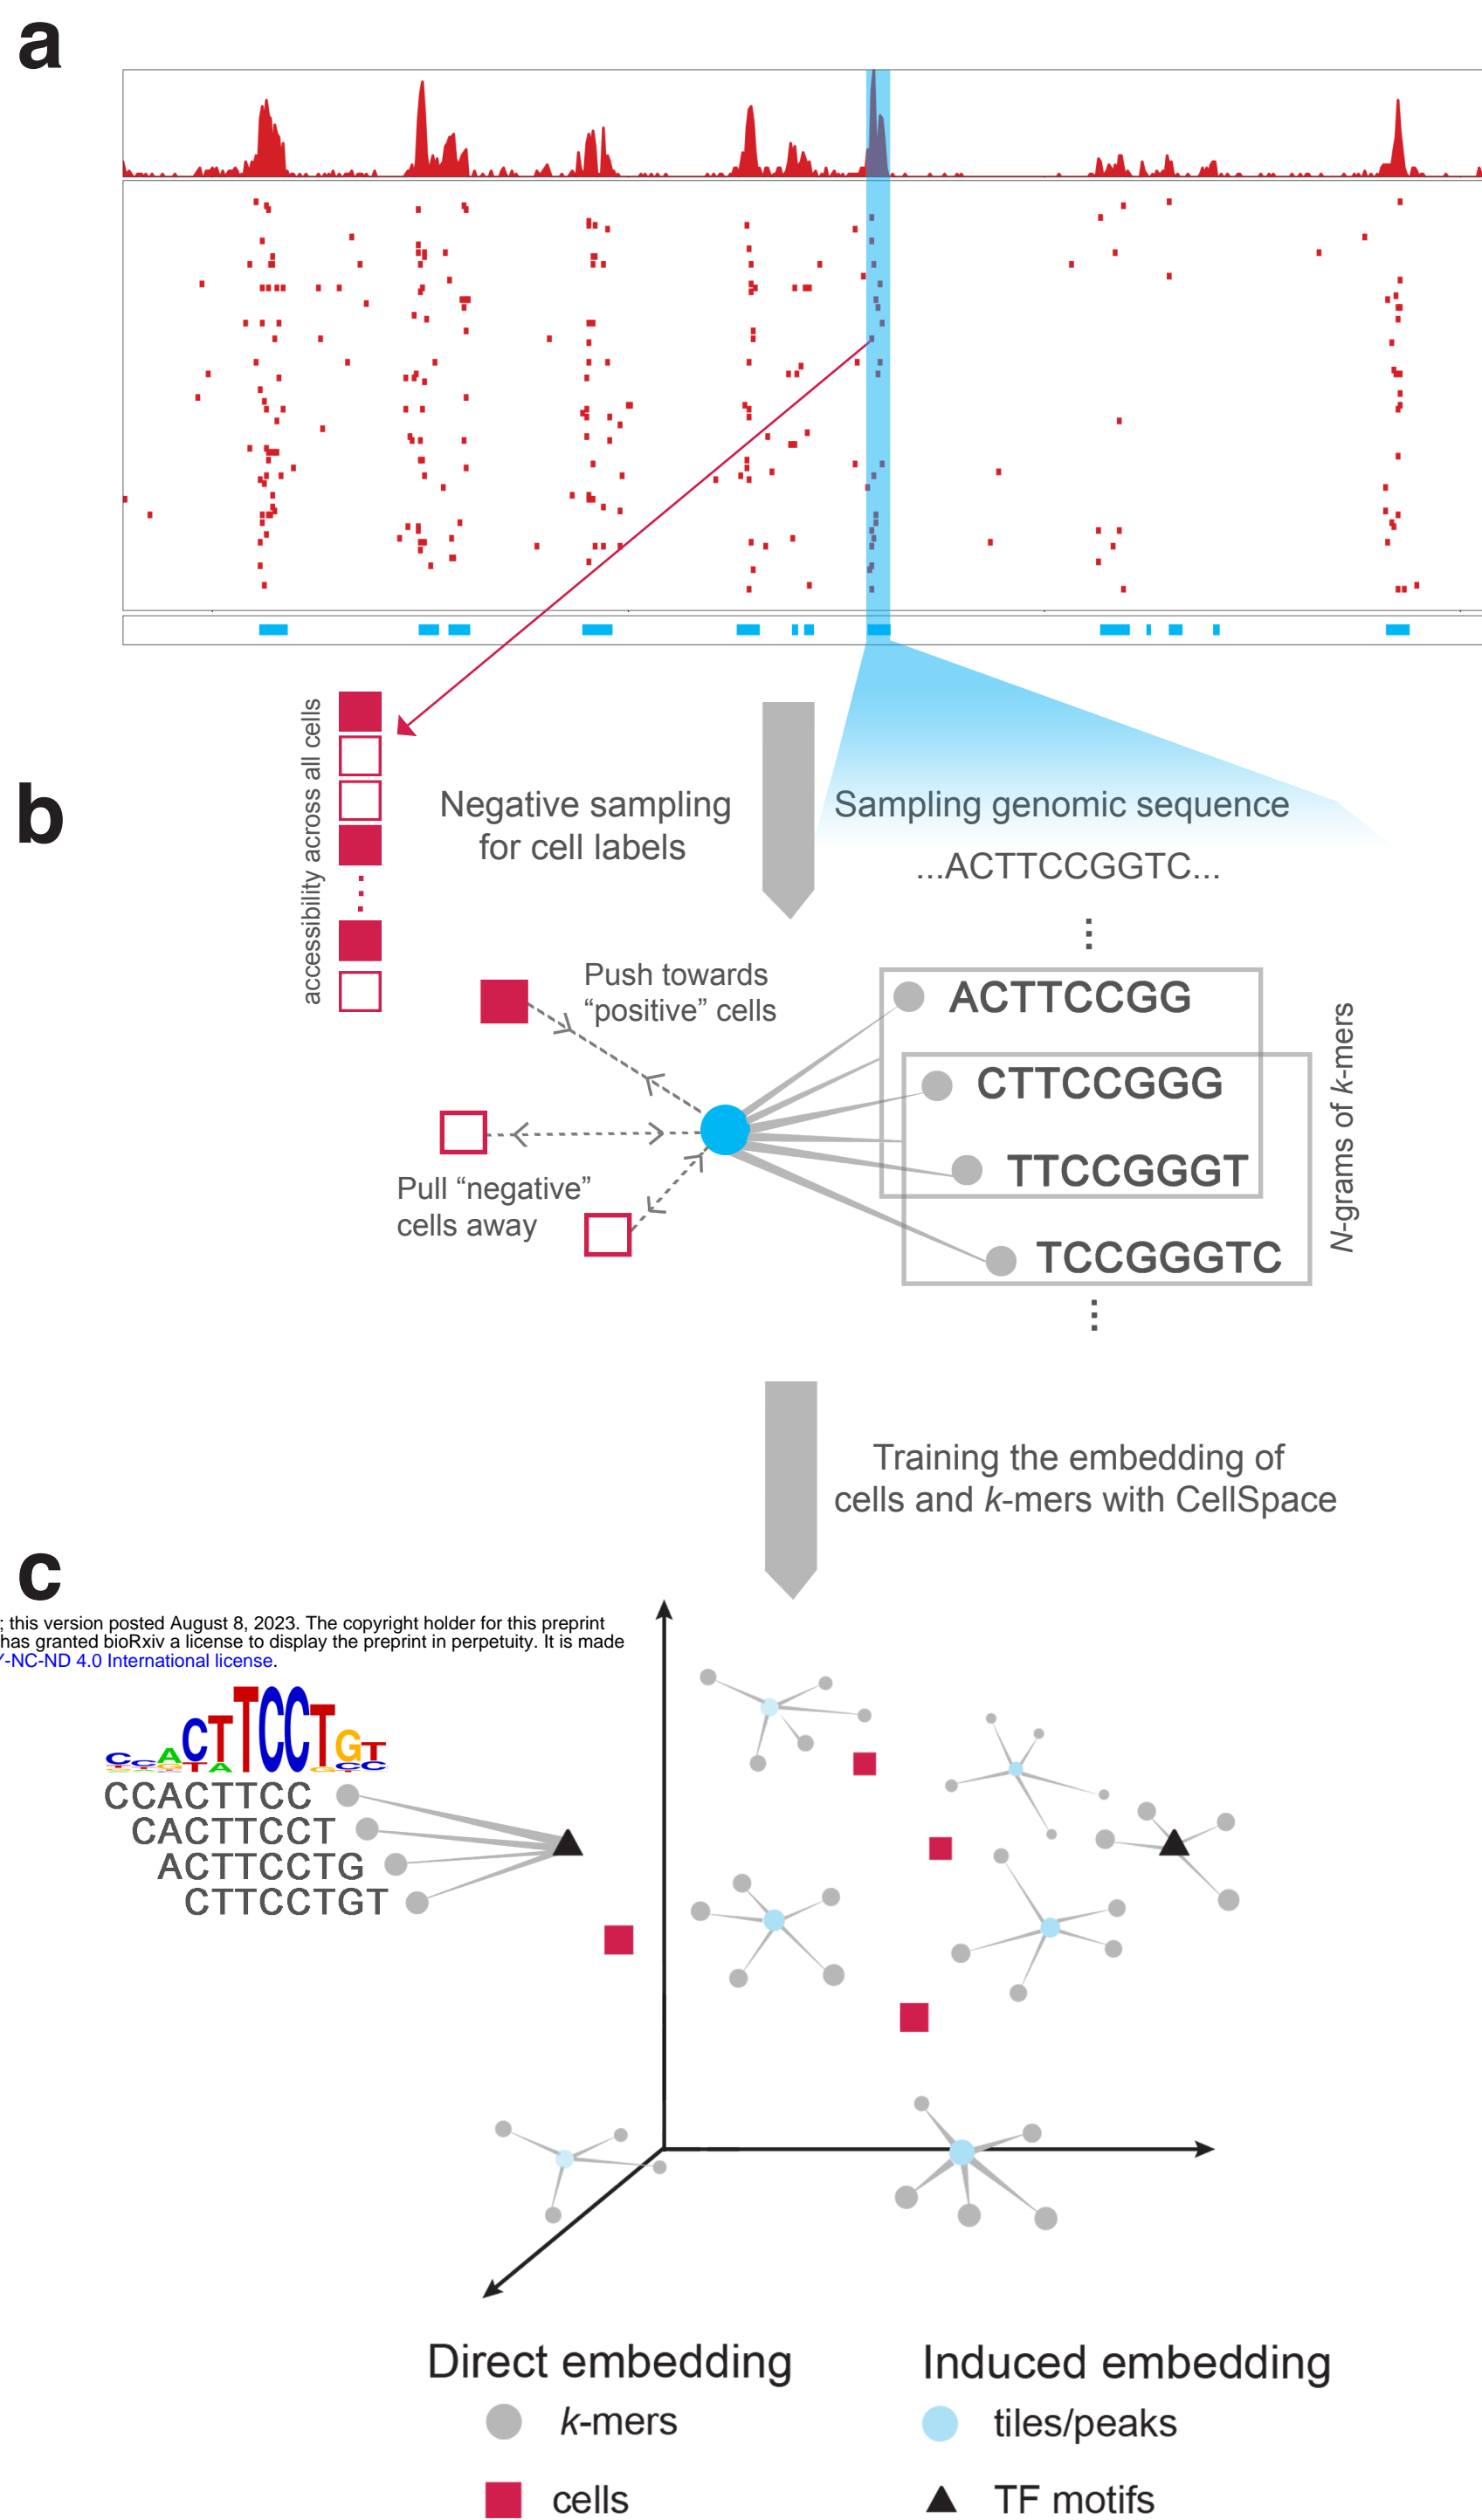 a
b
accessibility across all cells
Negative sampling
for cell labels
Sampling genomic sequence
...ACTTCCGGTC...
Push towards
“positive” cells
Pull “negative”
cells away
ACTTCCGG
CTTCCGGG
TTCCGGGT
TCCGGGTC
N-grams of k-mers
Training the embedding of
cells and k-mers with CellSpace
c
; this version posted August 8, 2023. The copyright holder for this preprint
has granted bioRxiv a license to display the preprint in perpetuity. It is made
Y-NC-ND 4.0 International license.
CCACTTCCTGT
CCACTTCC
CACTTCCT
ACTTCCTG
CTTCCTGT
Direct embedding
k-mers
cells
Induced embedding
tiles/peaks
TF motifs